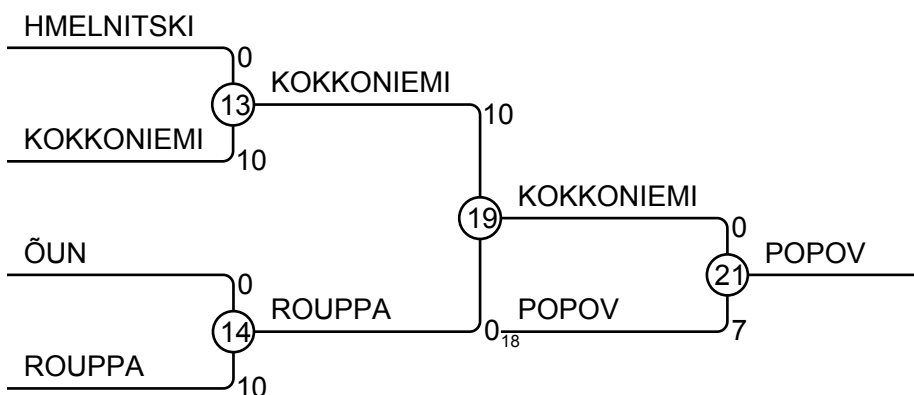 HMELNITSKI
0
13
KOKKONIEMI
KOKKONIEMI
10
10
19
KOKKONIEMI
0
21
POPOV
ÕUN
0
14
ROUPPA
0
18
POPOV
7
ROUPPA
10